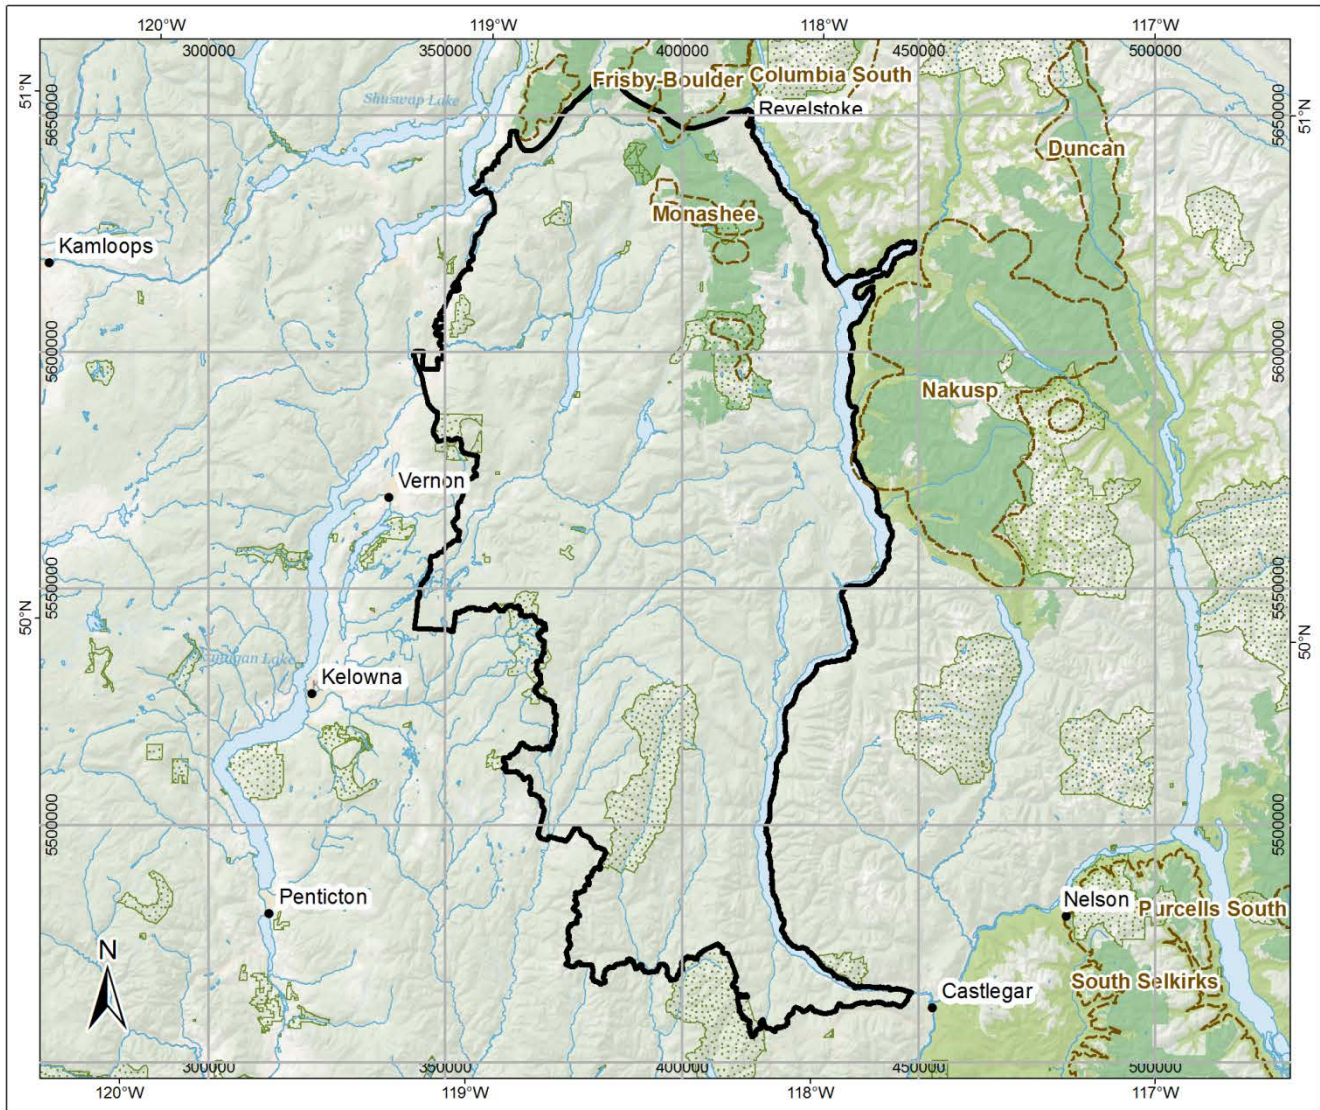 120°W 119°W 118°W 117°W
300000 350000 400000 450000 500000
51°N
5650000
51°N
5650000
Shuswap Lake
Frisby-Boulder
Columbia South
Revelstoke
Duncan
Monashee
Kamloops
5600000
5600000
Nakusp
Vernon
5550000
5550000
50°N
50°N
Okanagan Lake
Kelowna
5500000
5500000
Penticton
Nelson
Purcells South
South Selkirks
N
Castlegar
300000 350000 400000 450000 500000
120°W 119°W 118°W 117°W